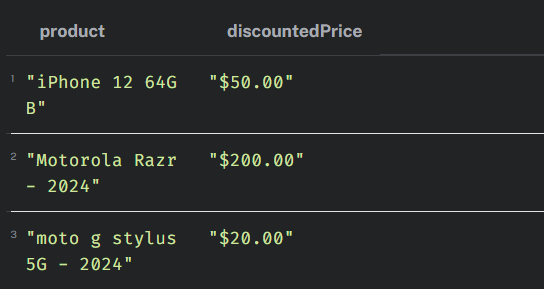 product discountedPrice
1 "iPhone 12 64G "$50.00"
B"
2 "Motorola Razr "$200.00"
- 2024"
3 "moto g stylus "$20.00"
5G - 2024"